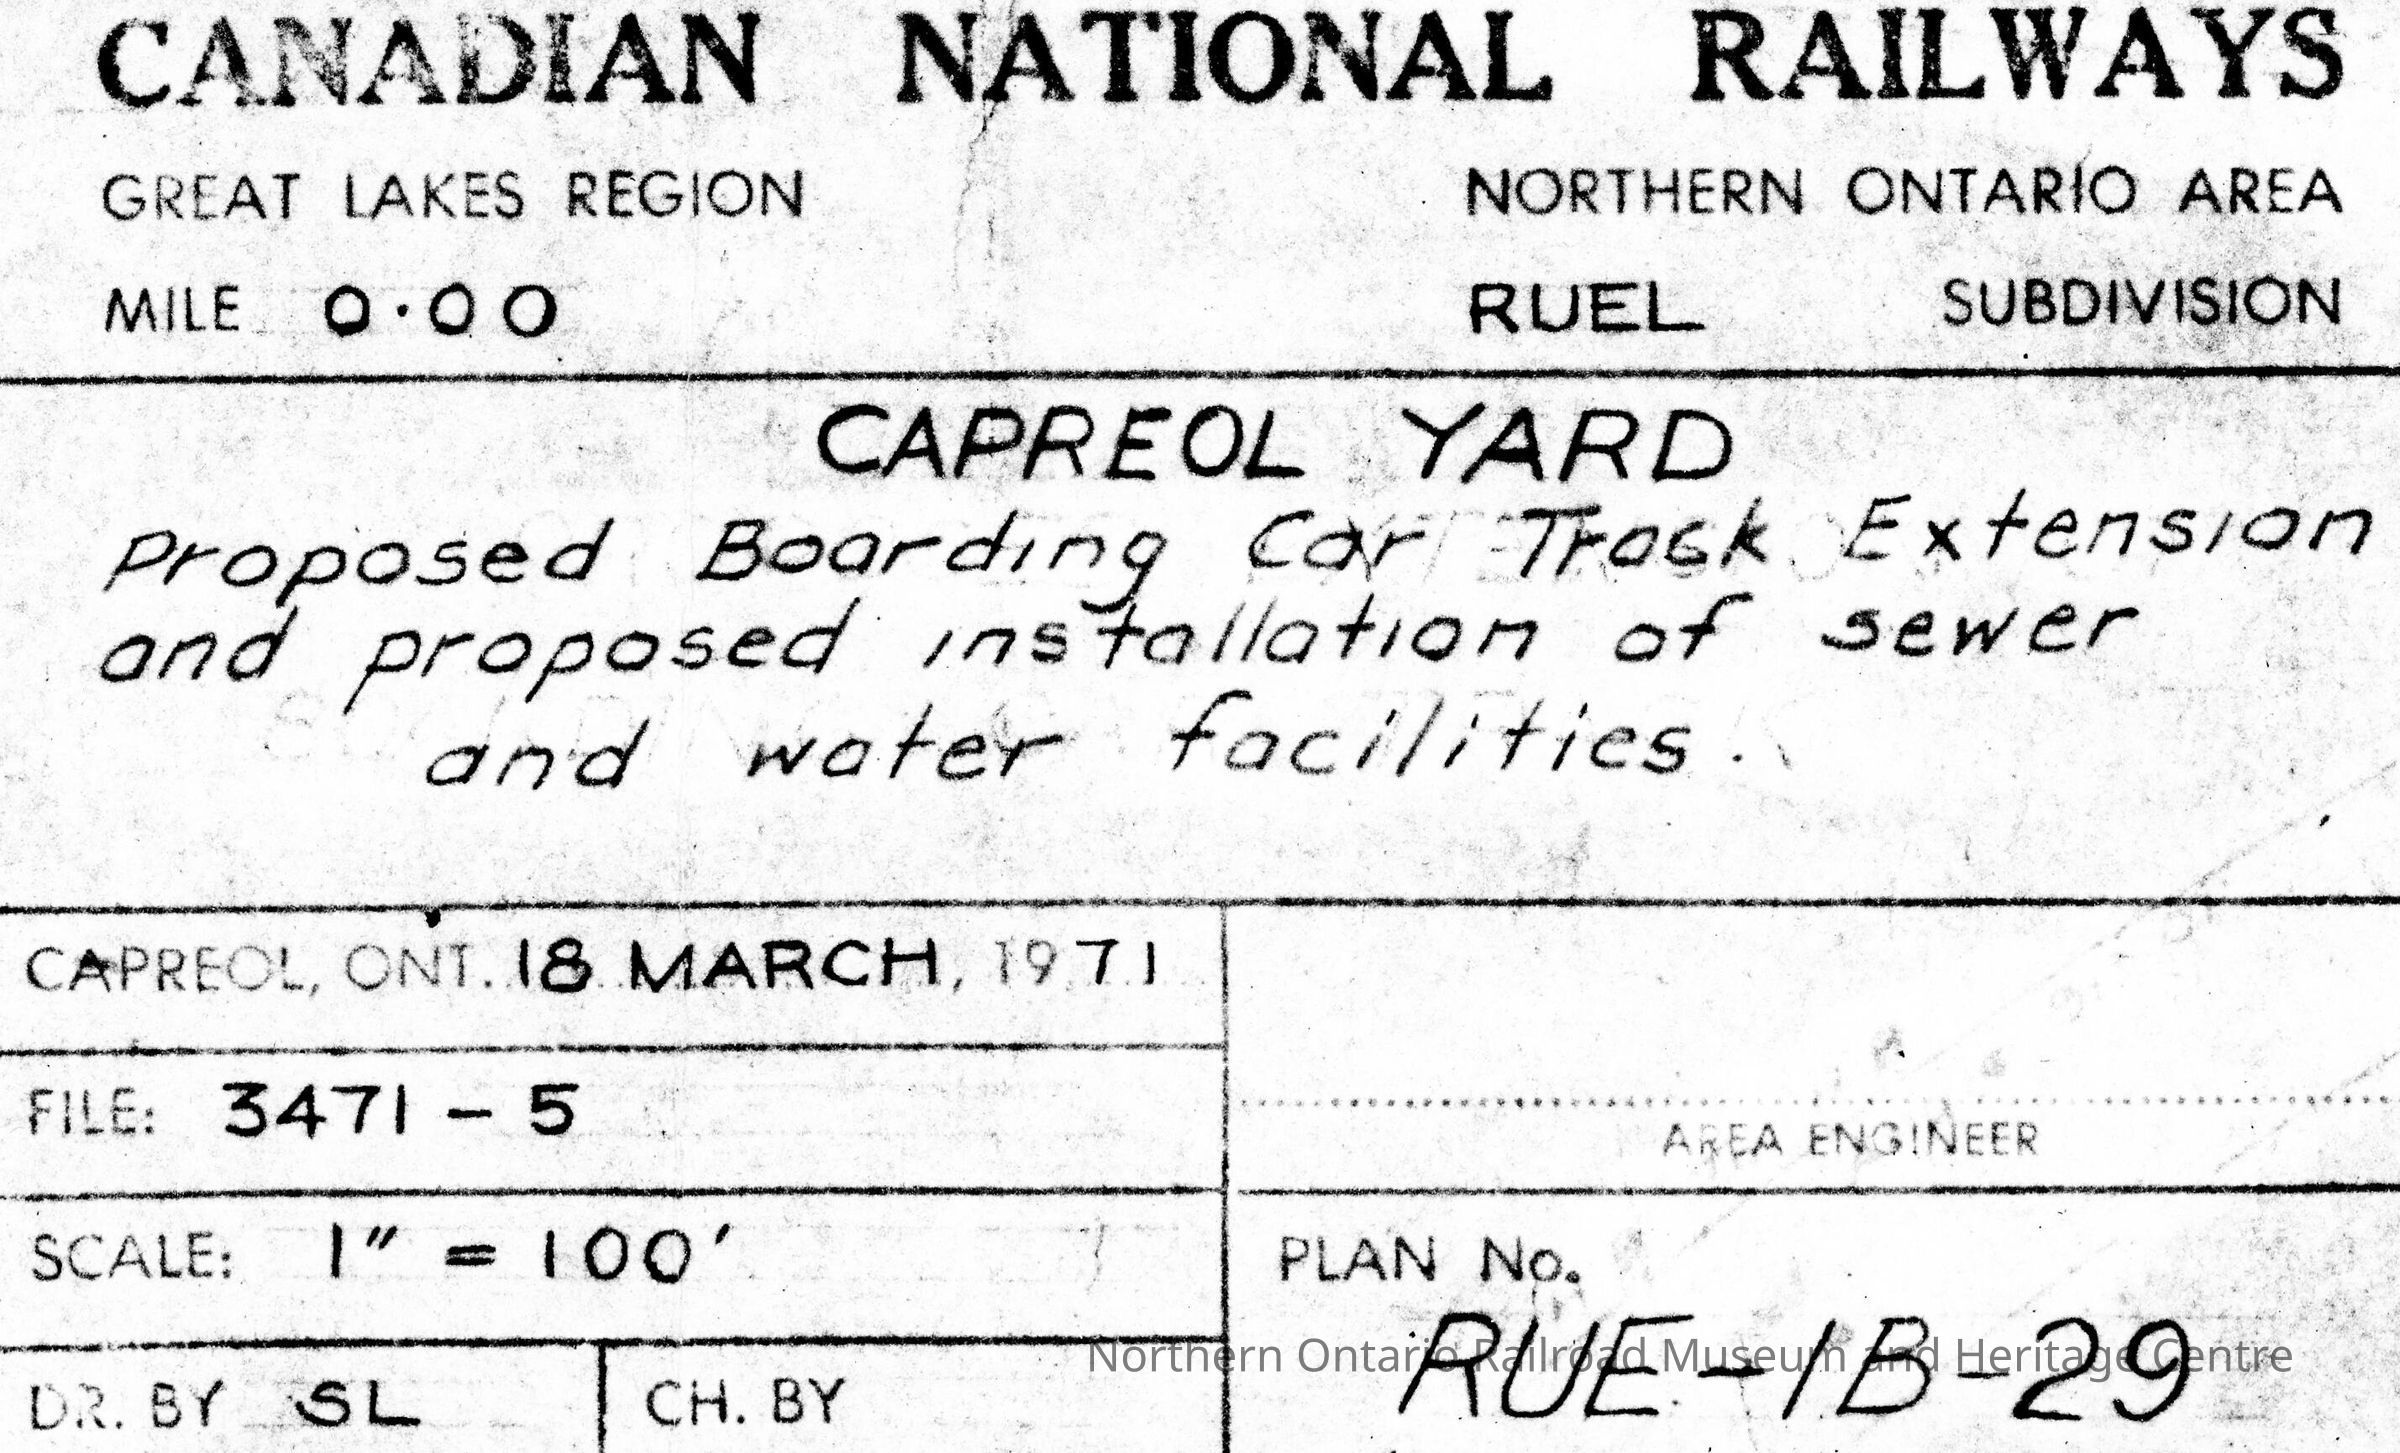 CANADIAN NATIONAL RAILWAYS
GREAT LAKES REGION NORTHERN ONTARIO AREA
MILE 0.00 RUEL SUBDIVISION
CAPREOL YARD
Proposed Boarding Car Track Extension
and proposed installation of sewer
and water facilities.
CAPREOL, ONT. 18 MARCH, 1971
FILE: 3471-5
AREA ENGINEER
SCALE: 1" = 100'
PLAN No.
RUE-1B-29
Northern Ontario Railroad Museum and Heritage Centre
DR. BY SL CH. BY